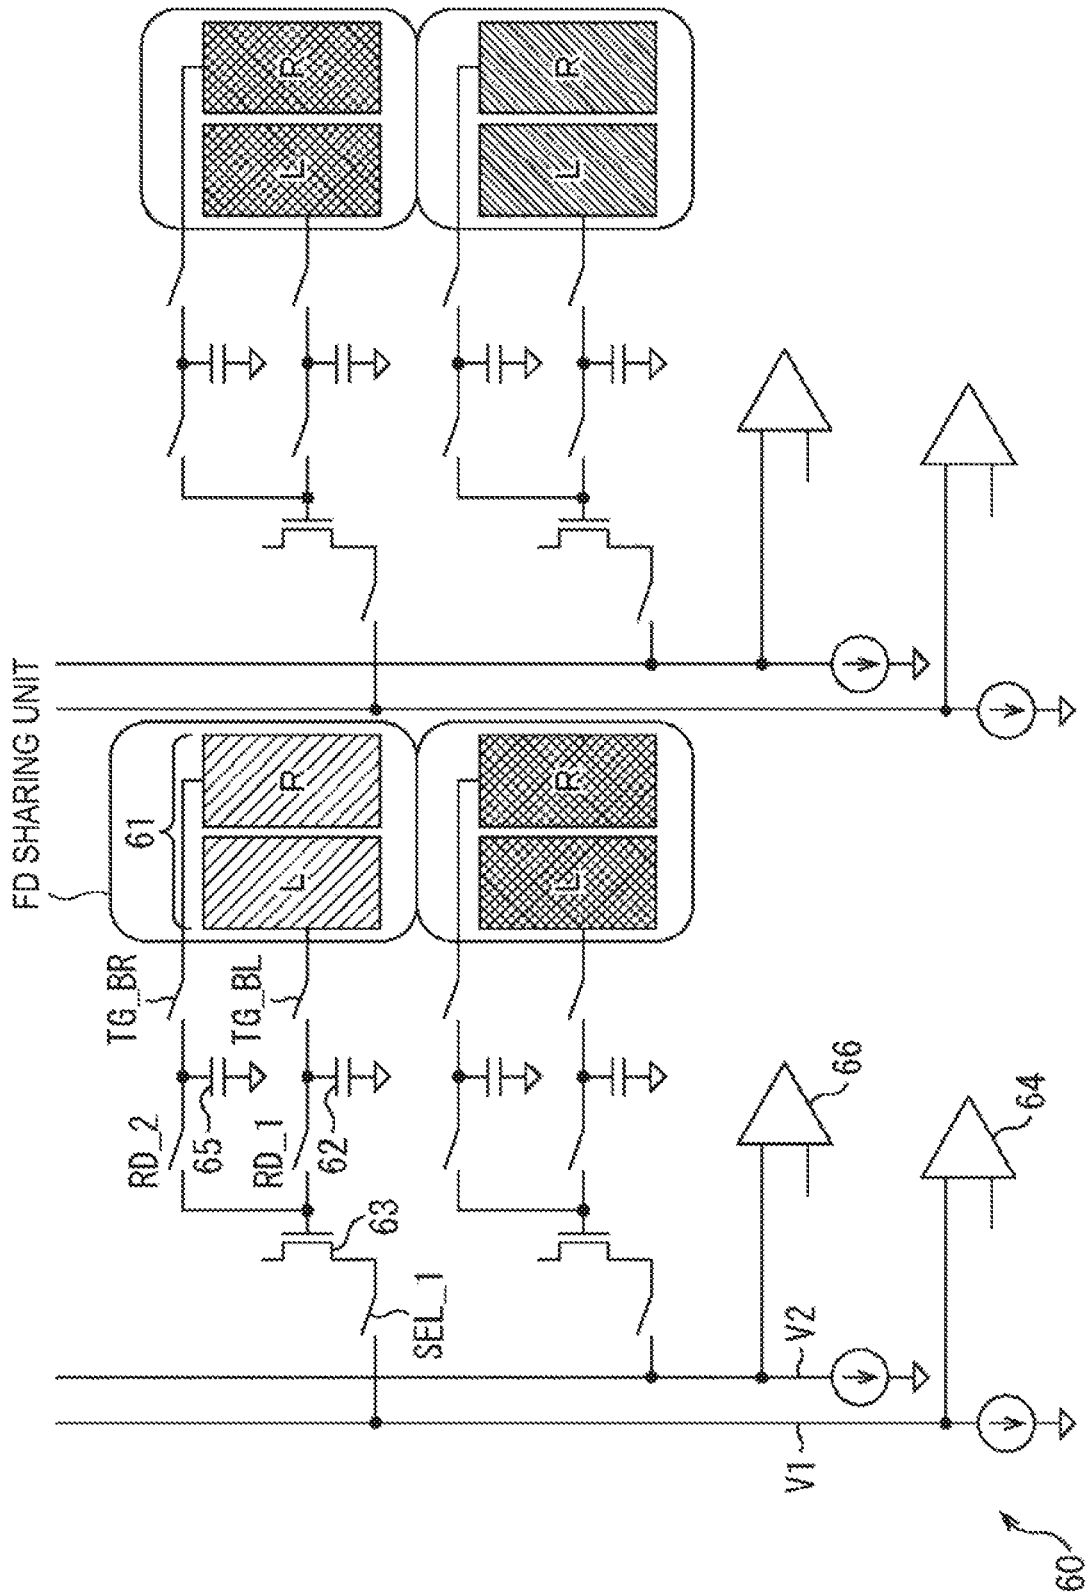 FD SHARING UNIT
61
L
R
L
R
L
R
L
R
TG_BR
TG_BL
RD_2
65
RD_1
62
63
SEL_1
V2
V1
66
64
60